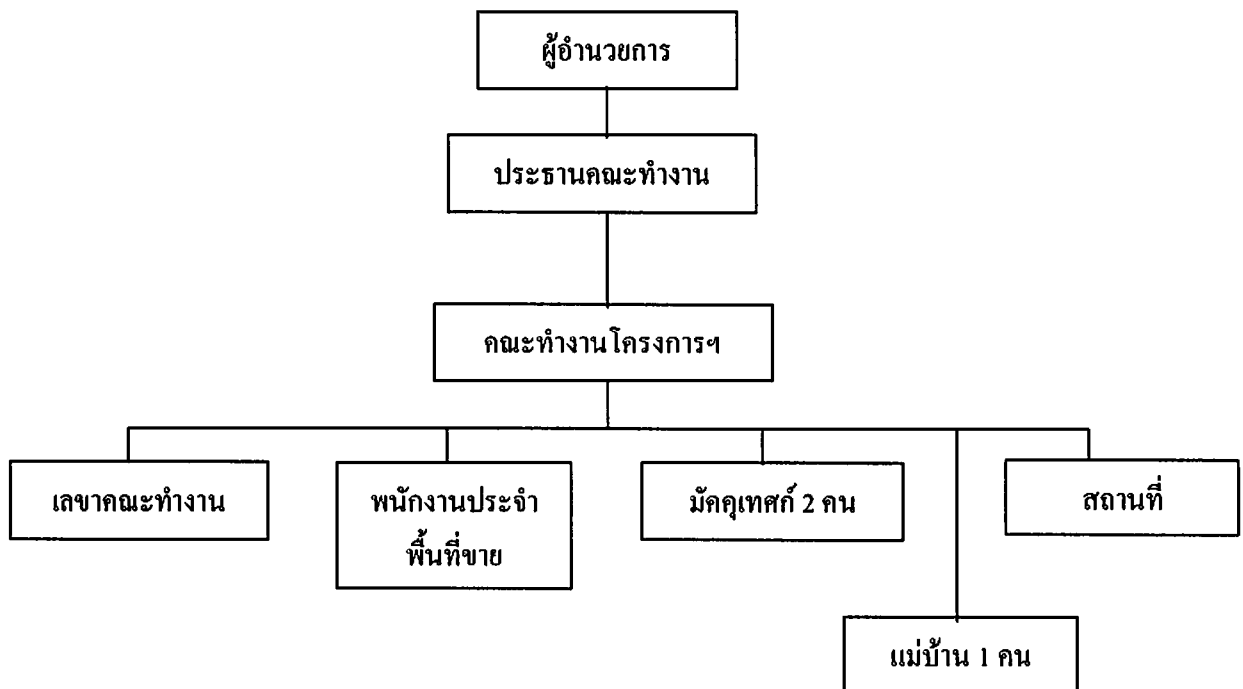 ผู้อำนวยการ
ประธานคณะทำงาน
คณะทำงานโครงการฯ
เลขาคณะทำงาน
พนักงานประจำ
พื้นที่ขาย
มัคคุเทศก์ 2 คน
สถานที่
แม่บ้าน 1 คน